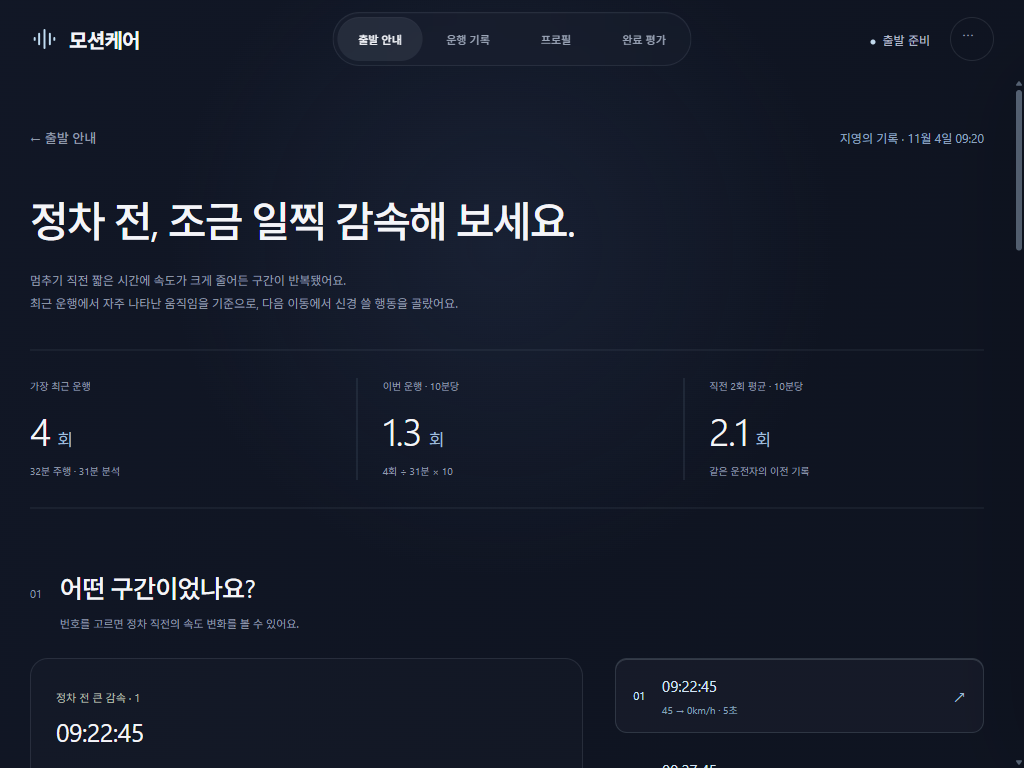 모션케어
출발 안내
운행 기록
프로필
완료 평가
출발 준비
...
← 출발 안내
지영의 기록 · 11월 4일 09:20
정차 전, 조금 일찍 감속해 보세요.
멈추기 직전 짧은 시간에 속도가 크게 줄어든 구간이 반복됐어요.
최근 운행에서 자주 나타난 움직임을 기준으로, 다음 이동에서 신경 쓸 행동을 골랐어요.
가장 최근 운행
4 회
32분 주행 · 31분 분석
이번 운행 · 10분당
1.3 회
4회 ÷ 31분 × 10
직전 2회 평균 · 10분당
2.1 회
같은 운전자의 이전 기록
01 어떤 구간이었나요?
번호를 고르면 정차 직전의 속도 변화를 볼 수 있어요.
정차 전 큰 감속 · 1
09:22:45
01 09:22:45 ↗
45 → 0km/h · 5초